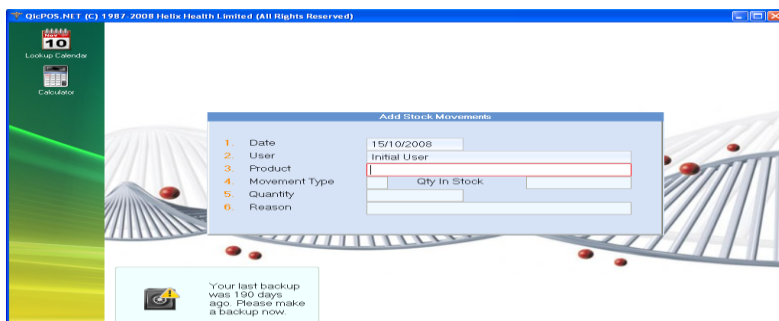 QicPOS.NET (C) 1987-2008 Helix Health Limited (All Rights Reserved)
Nov
10
Lookup Calendar
Calculator
Add Stock Movements
1. Date 15/10/2008
2. User Initial User
3. Product
4. Movement Type Qty In Stock
5. Quantity
6. Reason
Your last backup
was 190 days
ago. Please make
a backup now.